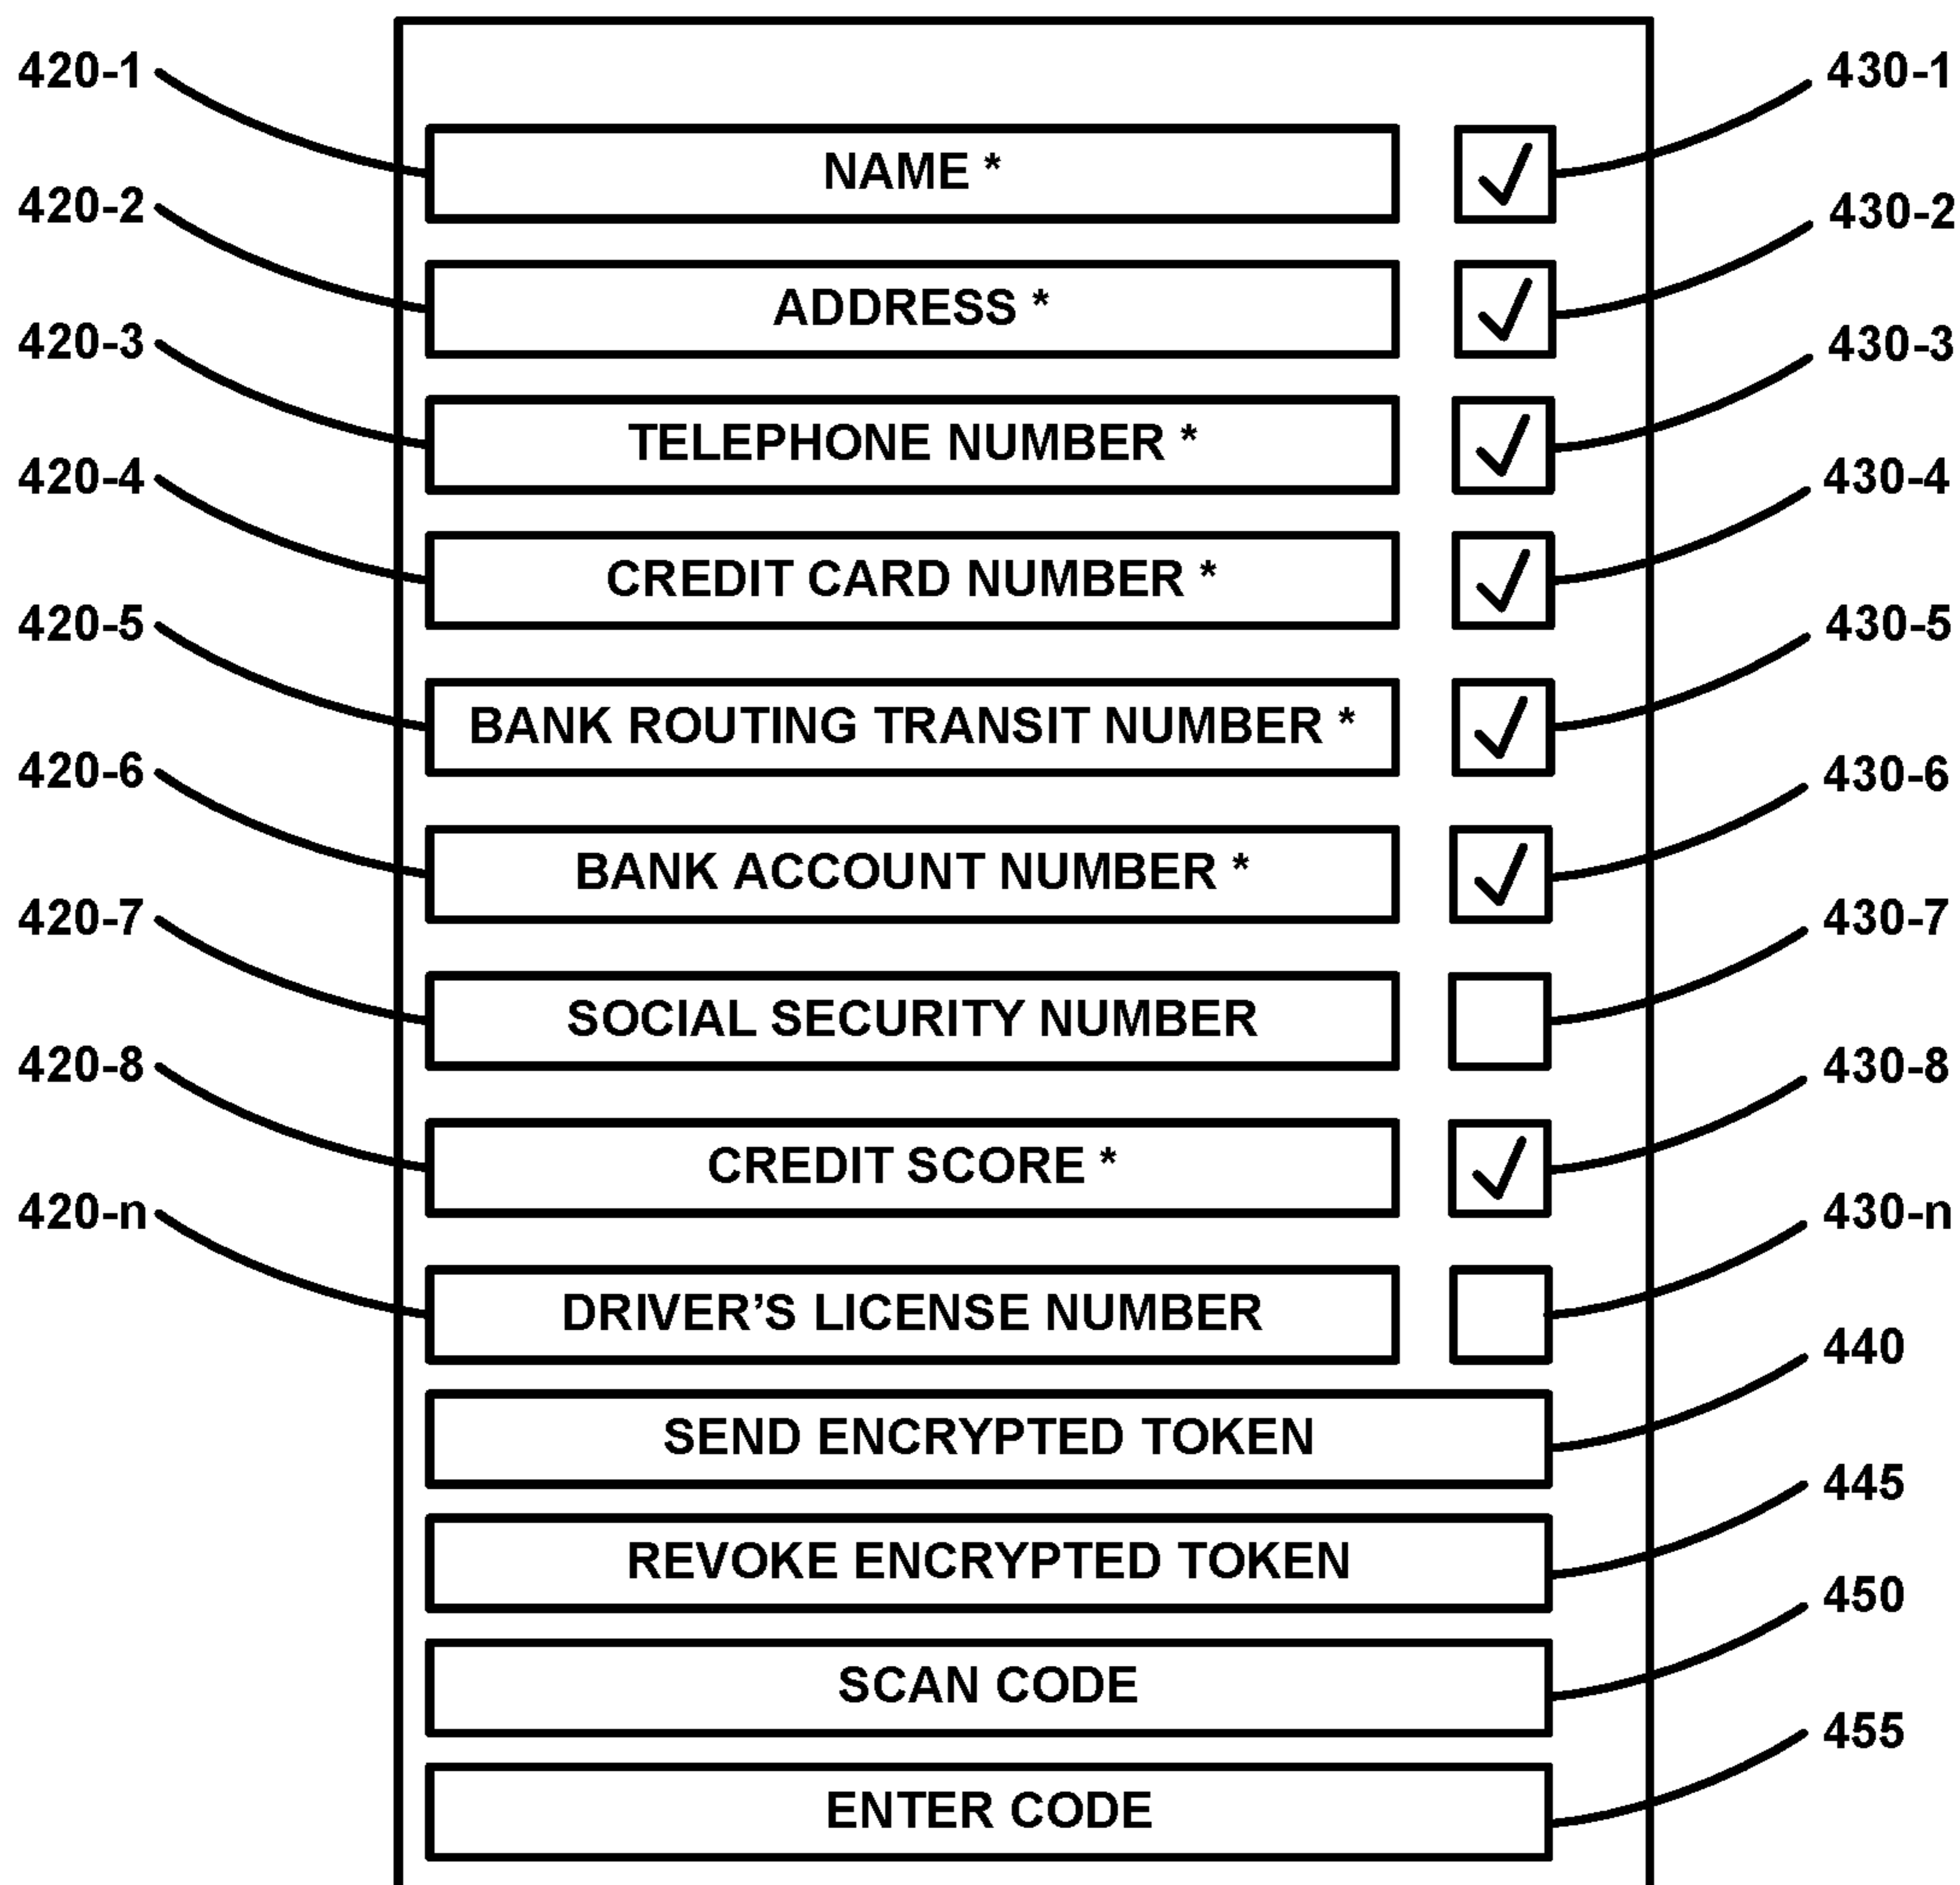 420-1
430-1
NAME *
420-2
430-2
ADDRESS *
420-3
430-3
TELEPHONE NUMBER *
420-4
430-4
CREDIT CARD NUMBER *
420-5
430-5
BANK ROUTING TRANSIT NUMBER *
420-6
430-6
BANK ACCOUNT NUMBER *
420-7
430-7
SOCIAL SECURITY NUMBER
420-8
430-8
CREDIT SCORE *
420-n
430-n
DRIVER’S LICENSE NUMBER
440
SEND ENCRYPTED TOKEN
445
REVOKE ENCRYPTED TOKEN
450
SCAN CODE
455
ENTER CODE